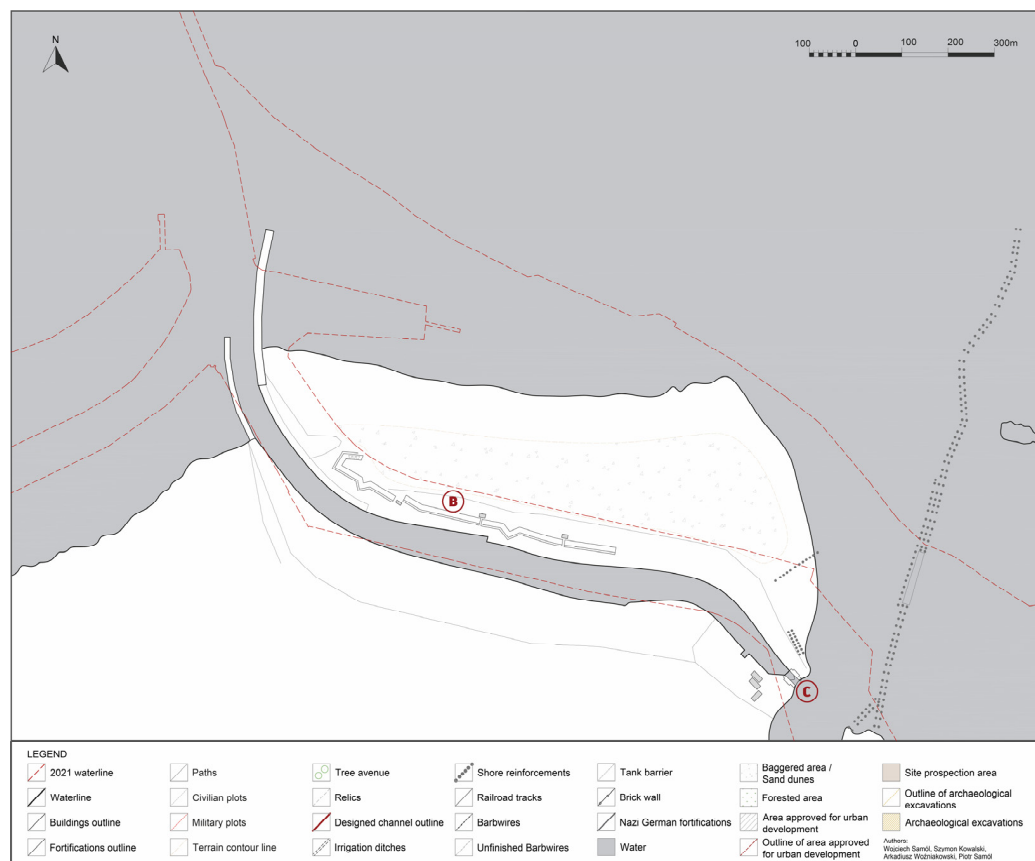 N
100 0 100 200 300m
B
C
LEGEND
2021 waterline
Waterline
Buildings outline
Fortifications outline
Paths
Civilian plots
Military plots
Terrain contour line
Tree avenue
Relics
Designed channel outline
Irrigation ditches
Shore reinforcements
Railroad tracks
Barbwires
Unfinished Barbwires
Tank barrier
Brick wall
Nazi German fortifications
Water
Baggered area /
Sand dunes
Forested area
Area approved for urban
development
Outline of area approved
for urban development
Site prospection area
Outline of archaeological
excavations
Archaeological excavations
Authors:
Wojciech Samól, Szymon Kowalski,
Arkadiusz Woźniakowski, Piotr Samól